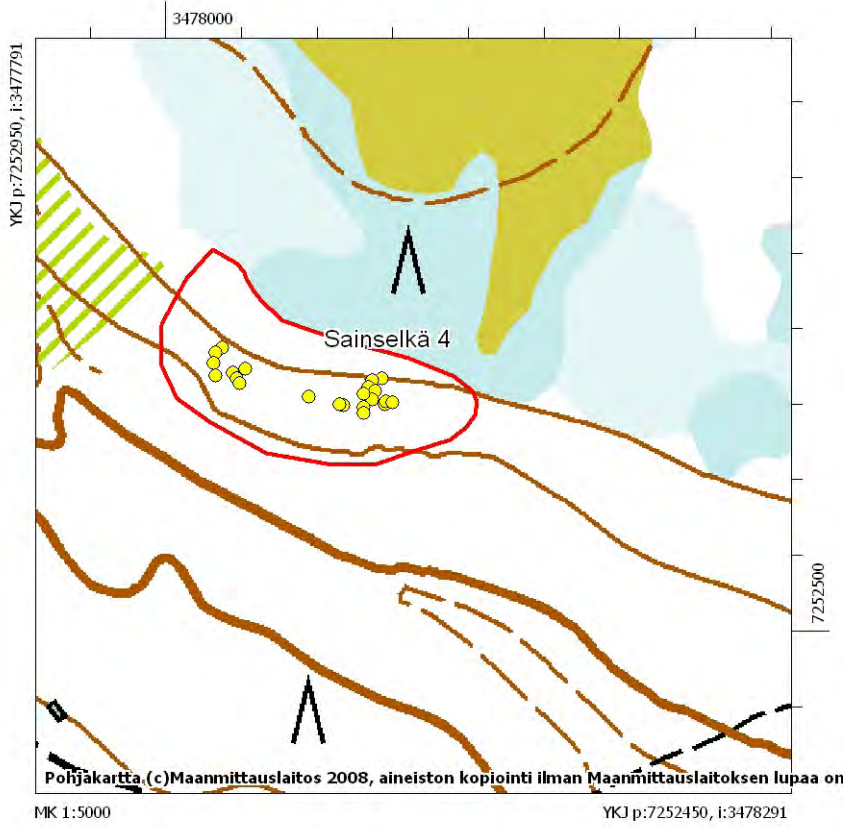 3478000
YKJ p:7252950, i:3477791
Sainselkä 4
7252500
Pohjakartta (c)Maanmittauslaitos 2008, aineiston kopiointi ilman Maanmittauslaitoksen lupaa on
MK 1:5000
YKJ p:7252450, i:3478291